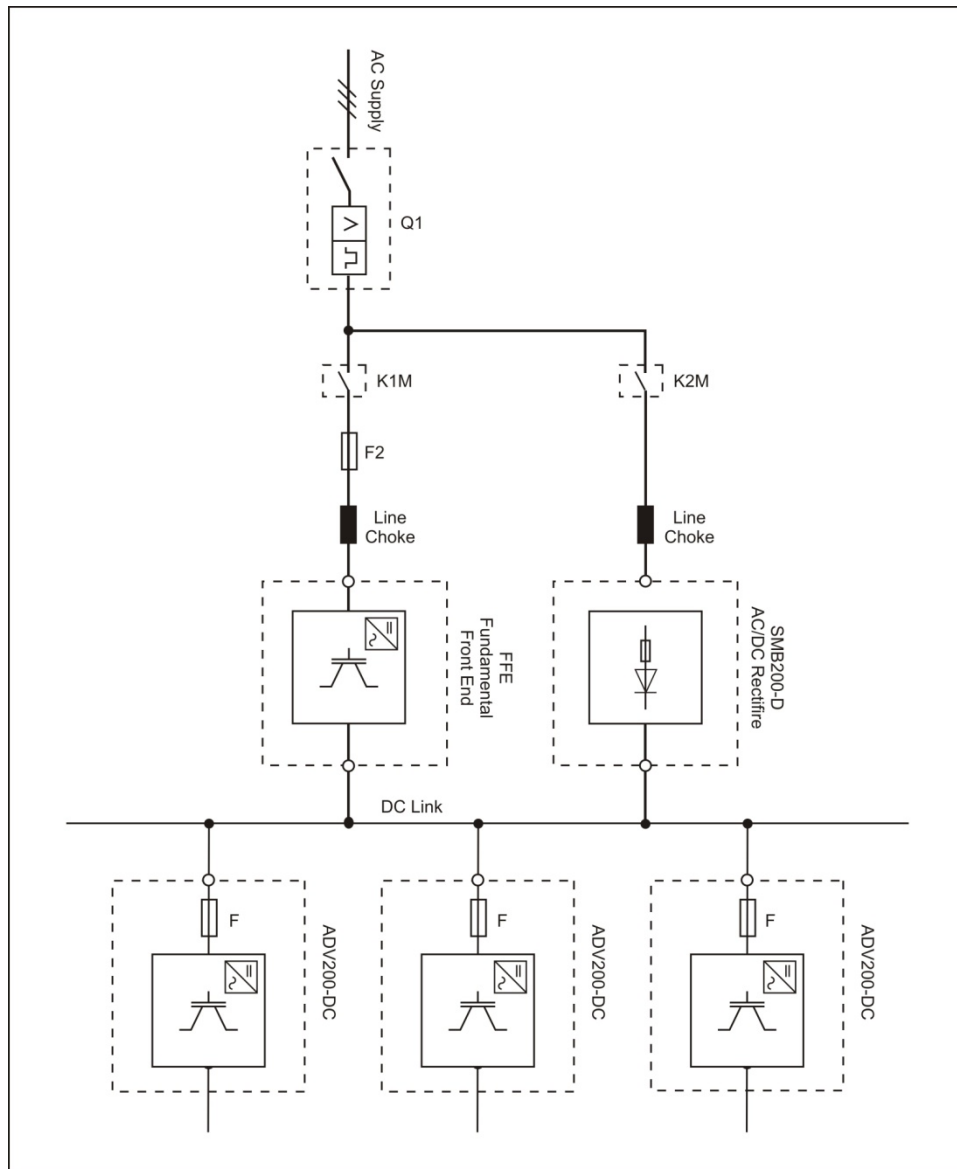 AC Supply
Q1
K1M
K2M
F2
Line
Choke
Line
Choke
FFE
Fundamental
Front End
SMB200-D
AC/DC Rectifire
DC Link
F
ADV200-DC
F
ADV200-DC
F
ADV200-DC